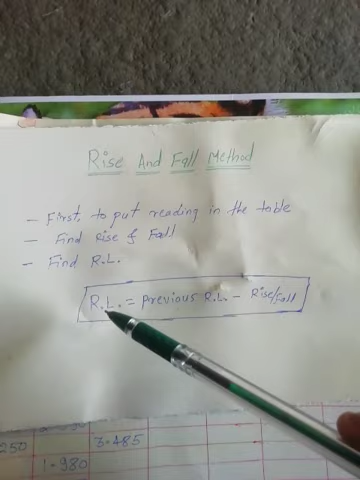 Rise And Fall Method
- First, to put reading in the table
- Find Rise & Fall
- Find R.L.
R.L. = Previous R.L. - Rise/Fall
250 3.485
1.980